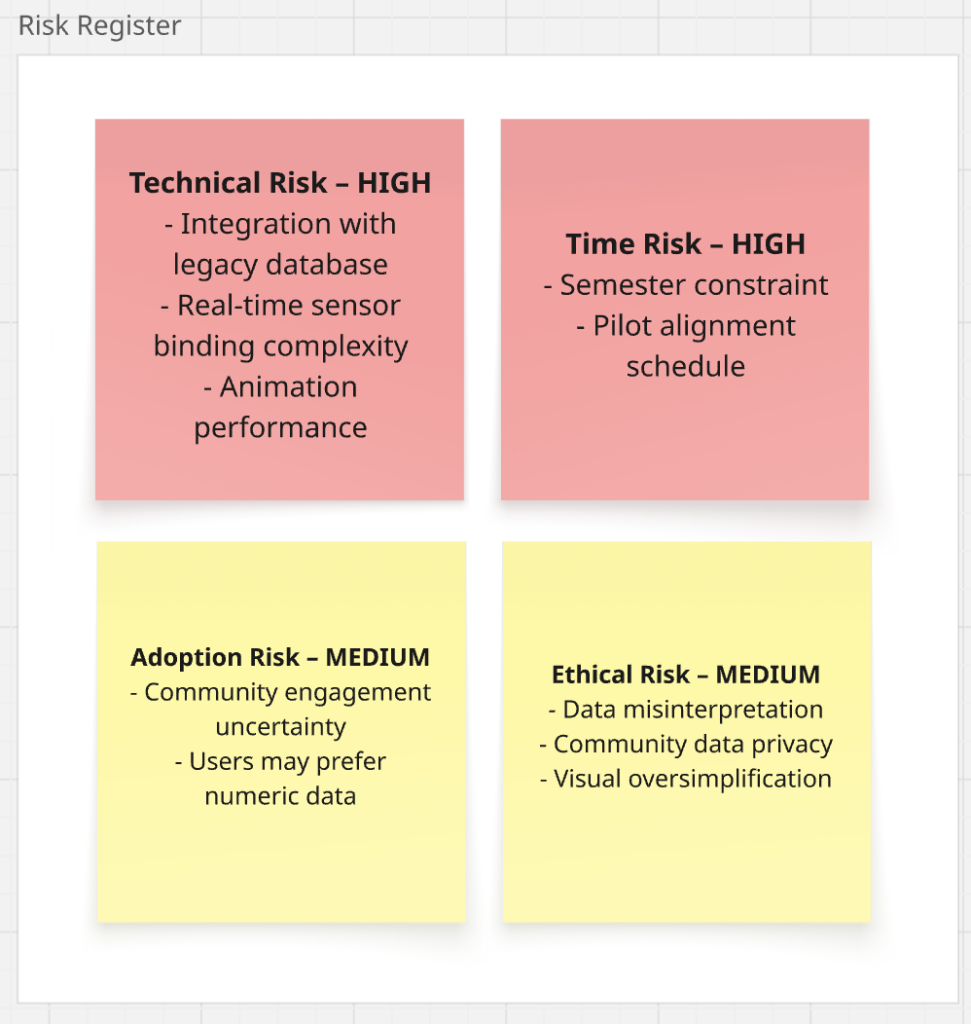 Risk Register
Technical Risk – HIGH
- Integration with
legacy database
- Real-time sensor
binding complexity
- Animation
performance
Time Risk – HIGH
- Semester constraint
- Pilot alignment
schedule
Adoption Risk – MEDIUM
- Community engagement
uncertainty
- Users may prefer
numeric data
Ethical Risk – MEDIUM
- Data misinterpretation
- Community data privacy
- Visual oversimplification